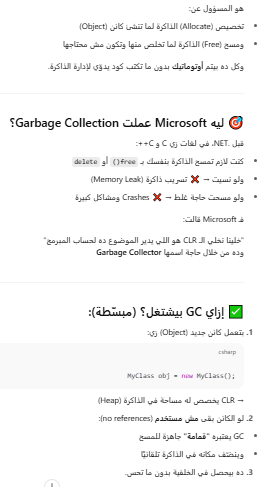 هو المسؤول عن:
تخصيص (Allocate) الذاكرة لما تنشئ كائن (Object)
ومسح (Free) الذاكرة لما تخلص منها وتكون مش محتاجها
وكل ده بيتم أوتوماتيك بدون ما تكتب كود يدوّي لإدارة الذاكرة.
🎯 ليه Microsoft عملت Garbage Collection؟
قبل .NET، في لغات زي C و C++:
كنت لازم تمسح الذاكرة بنفسك بـ free() أو delete
ولو نسيت → ❌ تسريب ذاكرة (Memory Leak)
ولو مسحت حاجة غلط → ❌ Crashes ومشاكل كبيرة
فـ Microsoft قالت:
"خلينا نخلي الـ CLR هو اللي يدير الموضوع ده لحساب المبرمج"
وده من خلال حاجة اسمها Garbage Collector
✅ إزاي GC بيشتغل؟ (مبسّطة):
1. بتعمل كائن جديد (Object) زي:
csharp
MyClass obj = new MyClass();
→ CLR يخصص له مساحة في الذاكرة (Heap)
2. لو الكائن بقى مش مستخدم (no references):
GC يعتبره "قمامة" جاهزة للمسح
وينضف مكانه في الذاكرة تلقائيًا
3. ده بيحصل في الخلفية بدون ما تحس.